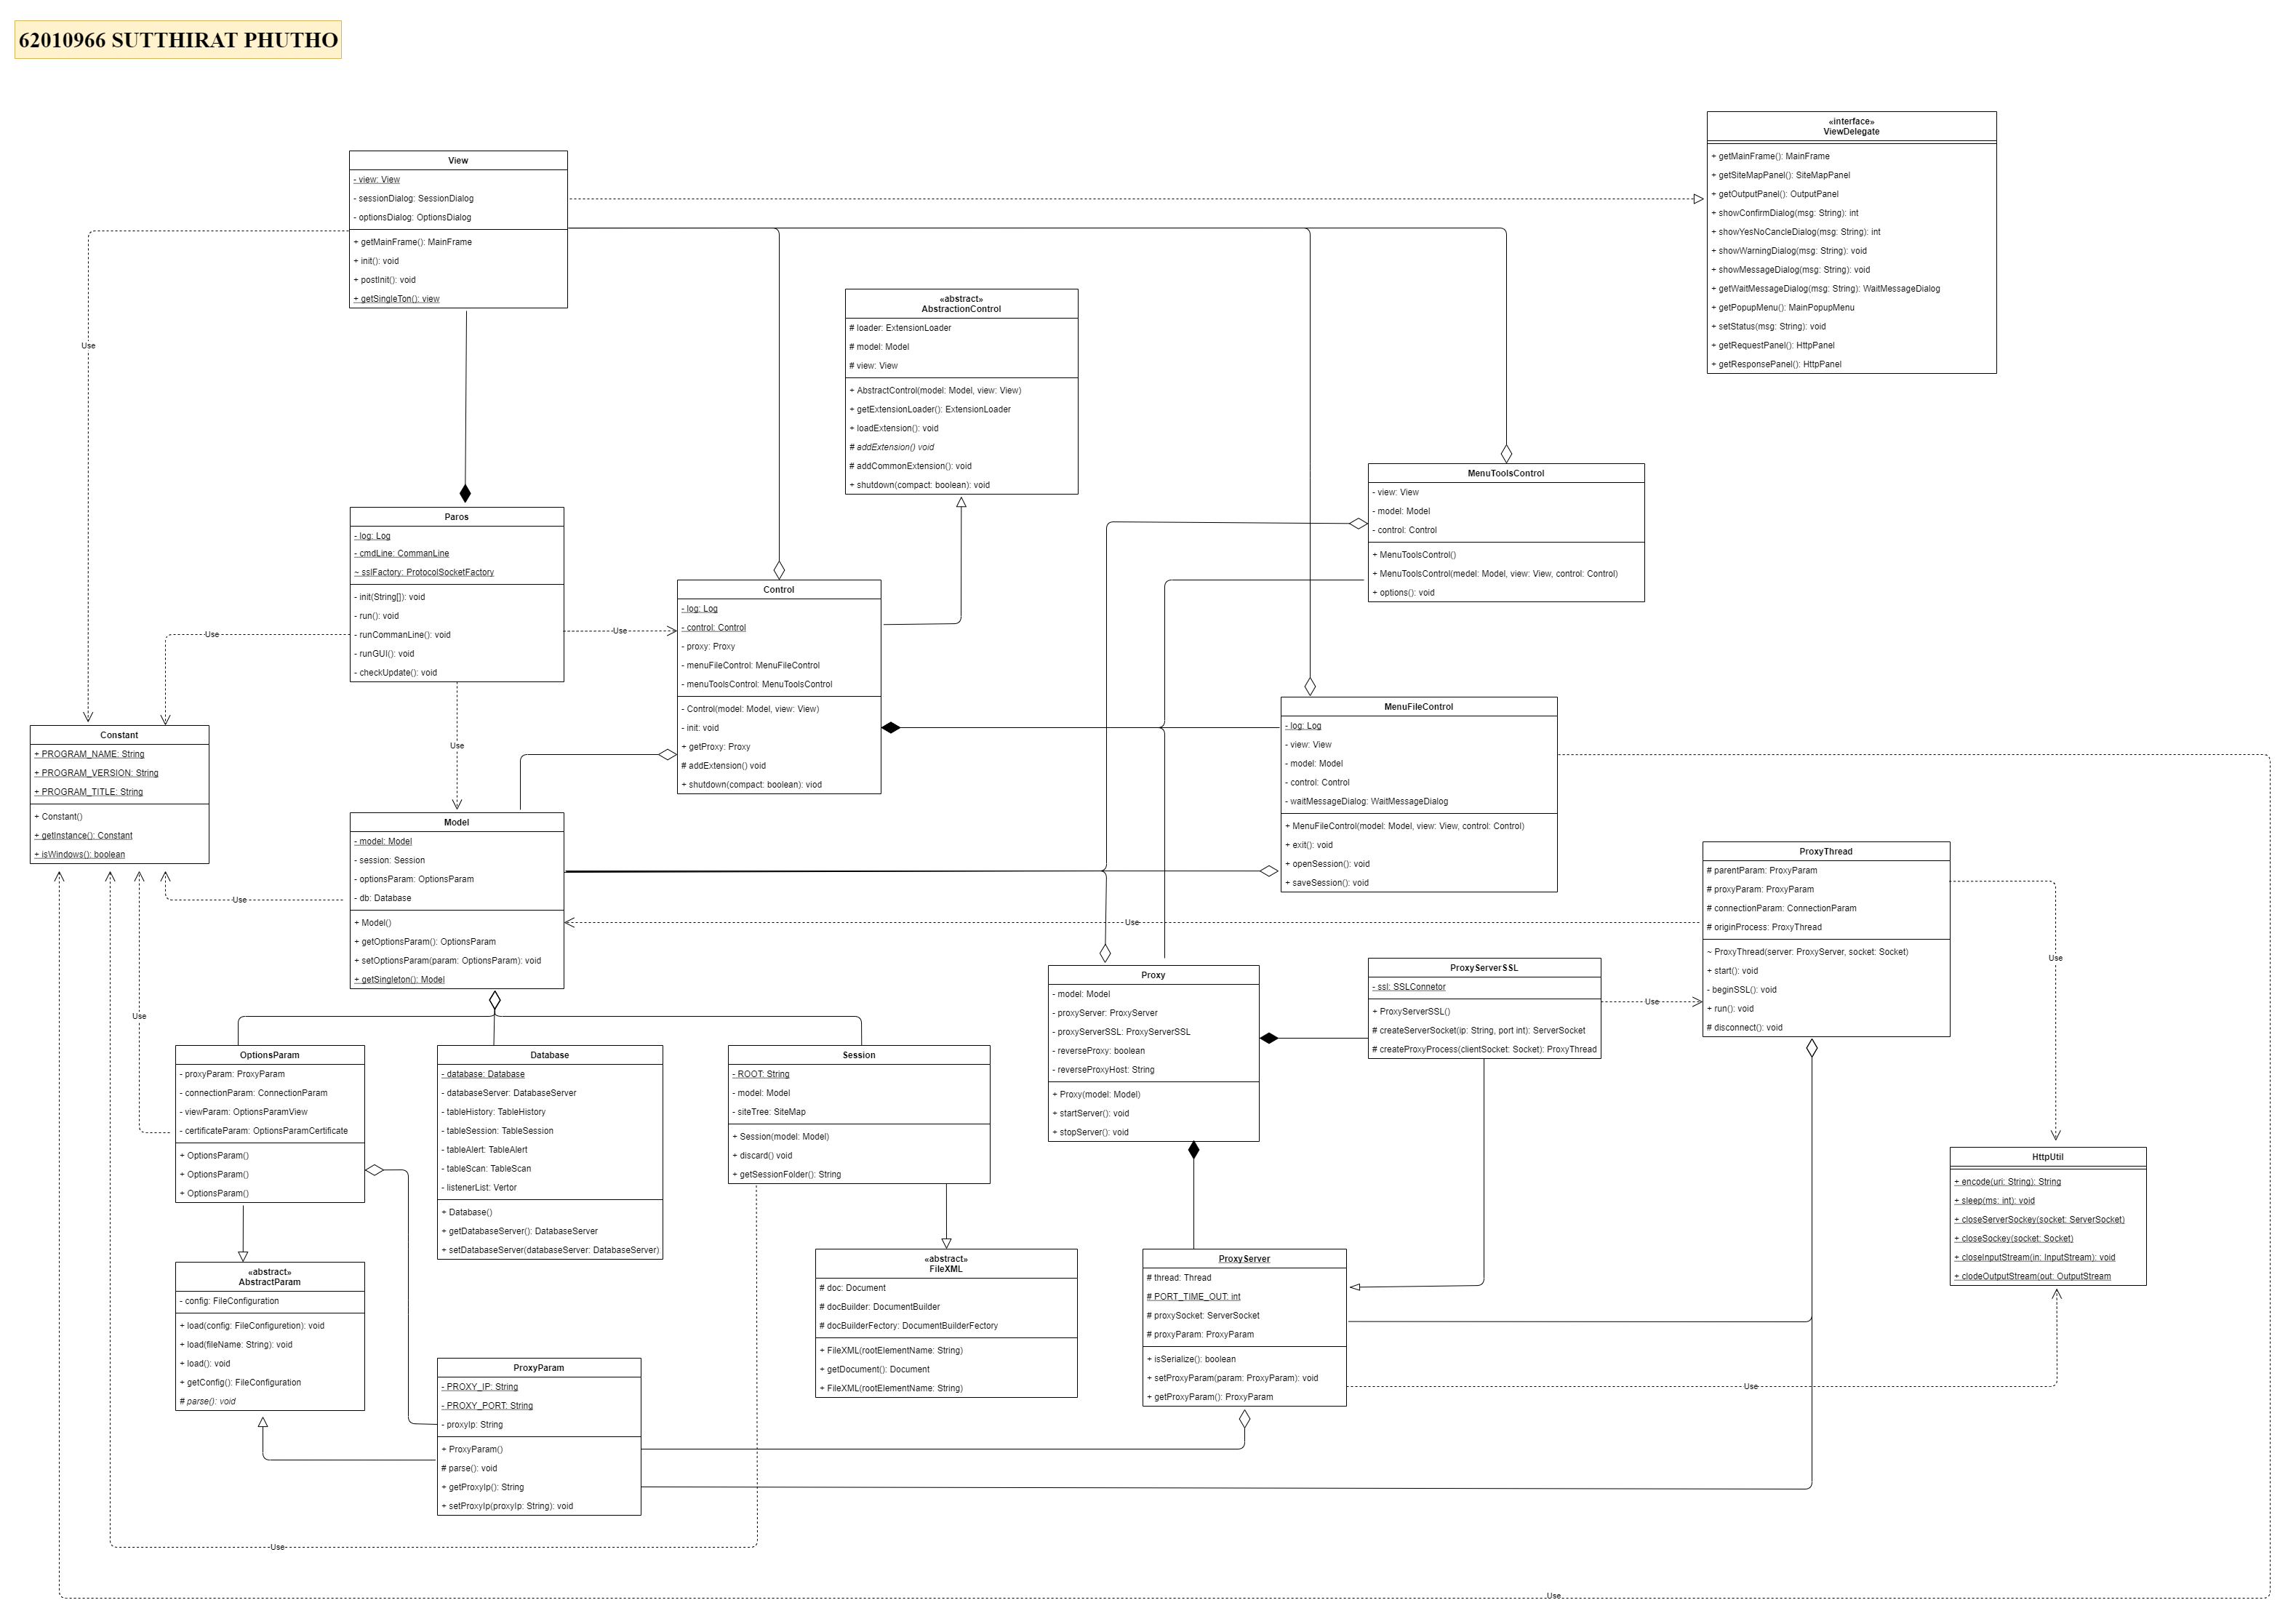 62010966 SUTTHIRAT PHUTHO
«interface»
ViewDelegate
+ getMainFrame(): MainFrame
+ getSiteMapPanel(): SiteMapPanel
+ getOutputPanel(): OutputPanel
+ showConfirmDialog(msg: String): int
+ showYesNoCancleDialog(msg: String): int
+ showWarningDialog(msg: String): void
+ showMessageDialog(msg: String): void
+ getWaitMessageDialog(msg: String): WaitMessageDialog
+ getPopupMenu(): MainPopupMenu
+ setStatus(msg: String): void
+ getRequestPanel(): HttpPanel
+ getResponsePanel(): HttpPanel
View
- view: View
- sessionDialog: SessionDialog
- optionsDialog: OptionsDialog
+ getMainFrame(): MainFrame
+ init(): void
+ postInit(): void
+ getSingleTon(): view
Use
«abstract»
AbstractionControl
# loader: ExtensionLoader
# model: Model
# view: View
+ AbstractControl(model: Model, view: View)
+ getExtensionLoader(): ExtensionLoader
+ loadExtension(): void
# addExtension() void
# addCommonExtension(): void
+ shutdown(compact: boolean): void
MenuToolsControl
- view: View
- model: Model
- control: Control
+ MenuToolsControl()
+ MenuToolsControl(medel: Model, view: View, control: Control)
+ options(): void
Paros
- log: Log
- cmdLine: CommanLine
~ sslFactory: ProtocolSocketFactory
- init(String[]): void
- run(): void
- runCommanLine(): void
- runGUI(): void
- checkUpdate(): void
Use
Use
Use
Control
- log: Log
- control: Control
- proxy: Proxy
- menuFileControl: MenuFileControl
- menuToolsControl: MenuToolsControl
- Control(model: Model, view: View)
- init: void
+ getProxy: Proxy
# addExtension() void
+ shutdown(compact: boolean): viod
MenuFileControl
- log: Log
- view: View
- model: Model
- control: Control
- waitMessageDialog: WaitMessageDialog
+ MenuFileControl(model: Model, view: View, control: Control)
+ exit(): void
+ openSession(): void
+ saveSession(): void
Constant
+ PROGRAM_NAME: String
+ PROGRAM_VERSION: String
+ PROGRAM_TITLE: String
+ Constant()
+ getInstance(): Constant
+ isWindows(): boolean
Model
- model: Model
- session: Session
- optionsParam: OptionsParam
- db: Database
+ Model()
+ getOptionsParam(): OptionsParam
+ setOptionsParam(param: OptionsParam): void
+ getSingleton(): Model
Use
Use
Use
ProxyThread
# parentParam: ProxyParam
# proxyParam: ProxyParam
# connectionParam: ConnectionParam
# originProcess: ProxyThread
~ ProxyThread(server: ProxyServer, socket: Socket)
+ start(): void
- beginSSL(): void
+ run(): void
# disconnect(): void
Use
Use
Proxy
- model: Model
- proxyServer: ProxyServer
- proxyServerSSL: ProxyServerSSL
- reverseProxy: boolean
- reverseProxyHost: String
+ Proxy(model: Model)
+ startServer(): void
+ stopServer(): void
ProxyServerSSL
- ssl: SSLConnetor
+ ProxyServerSSL()
# createServerSocket(ip: String, port int): ServerSocket
# createProxyProcess(clientSocket: Socket): ProxyThread
OptionsParam
- proxyParam: ProxyParam
- connectionParam: ConnectionParam
- viewParam: OptionsParamView
- certificateParam: OptionsParamCertificate
+ OptionsParam()
+ OptionsParam()
+ OptionsParam()
Database
- database: Database
- databaseServer: DatabaseServer
- tableHistory: TableHistory
- tableSession: TableSession
- tableAlert: TableAlert
- tableScan: TableScan
- listenerList: Vertor
+ Database()
+ getDatabaseServer(): DatabaseServer
+ setDatabaseServer(databaseServer: DatabaseServer)
Session
- ROOT: String
- model: Model
- siteTree: SiteMap
+ Session(model: Model)
+ discard() void
+ getSessionFolder(): String
HttpUtil
+ encode(uri: String): String
+ sleep(ms: int): void
+ closeServerSockey(socket: ServerSocket)
+ closeSockey(socket: Socket)
+ closeInputStream(in: InputStream): void
+ clodeOutputStream(out: OutputStream
«abstract»
AbstractParam
- config: FileConfiguration
+ load(config: FileConfiguretion): void
+ load(fileName: String): void
+ load(): void
+ getConfig(): FileConfiguration
# parse(): void
«abstract»
FileXML
# doc: Document
# docBuilder: DocumentBuilder
# docBuilderFactory: DocumentBuilderFactory
+ FileXML(rootElementName: String)
+ getDocument(): Document
+ FileXML(rootElementName: String)
ProxyServer
# thread: Thread
# PORT_TIME_OUT: int
# proxySocket: ServerSocket
# proxyParam: ProxyParam
+ isSerialize(): boolean
+ setProxyParam(param: ProxyParam): void
+ getProxyParam(): ProxyParam
Use
ProxyParam
- PROXY_IP: String
- PROXY_PORT: String
- proxyIp: String
+ ProxyParam()
# parse(): void
+ getProxyIp(): String
+ setProxyIp(proxyIp: String): void
Use
Use